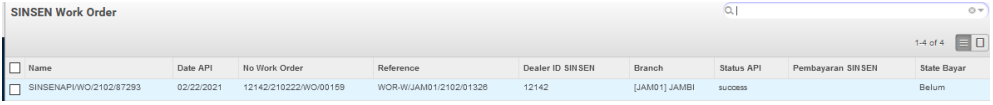 SINSEN Work Order
1-4 of 4
Name Date API No Work Order Reference Dealer ID SINSEN Branch Status API Pembayaran SINSEN State Bayar
SINSENAPI/WO/2102/87293 02/22/2021 12142/210222/WO/00159 WOR-W/JAM01/2102/01326 12142 [JAM01] JAMBI success Belum